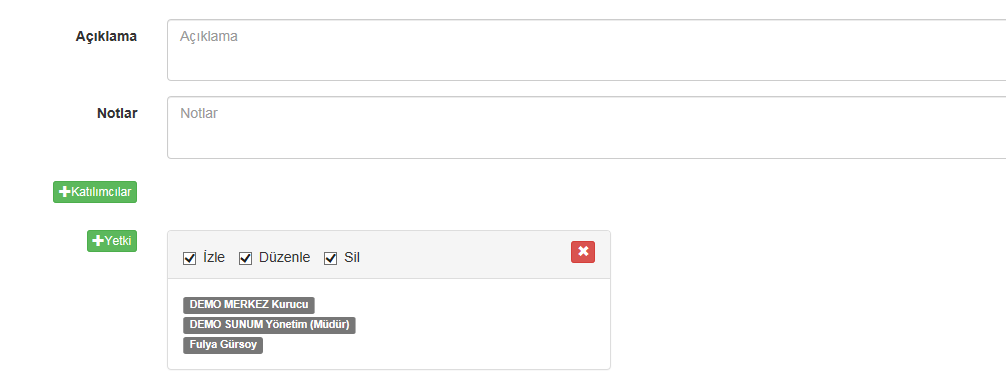 Açıklama
Açıklama
Notlar
Notlar
Katılımcılar
Yetki
İzle Düzenle Sil
DEMO MERKEZ Kurucu
DEMO SUNUM Yönetim (Müdür)
Fulya Gürsoy